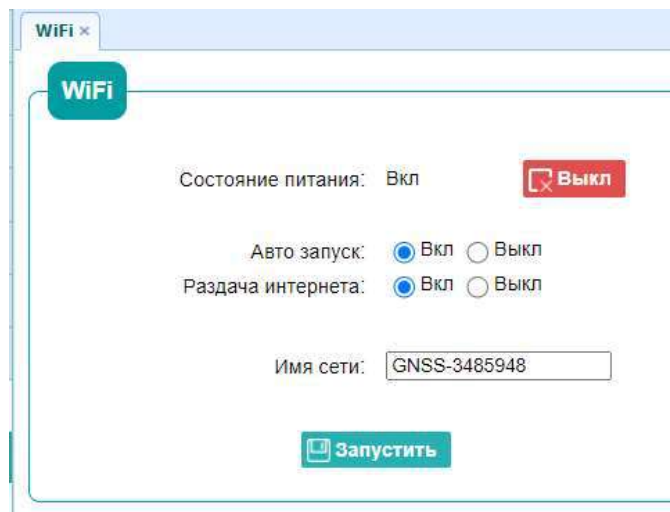 WiFi ×
WiFi
Состояние питания: Вкл Выкл
Авто запуск: Вкл Выкл
Раздача интернета: Вкл Выкл
Имя сети: GNSS-3485948
Запустить